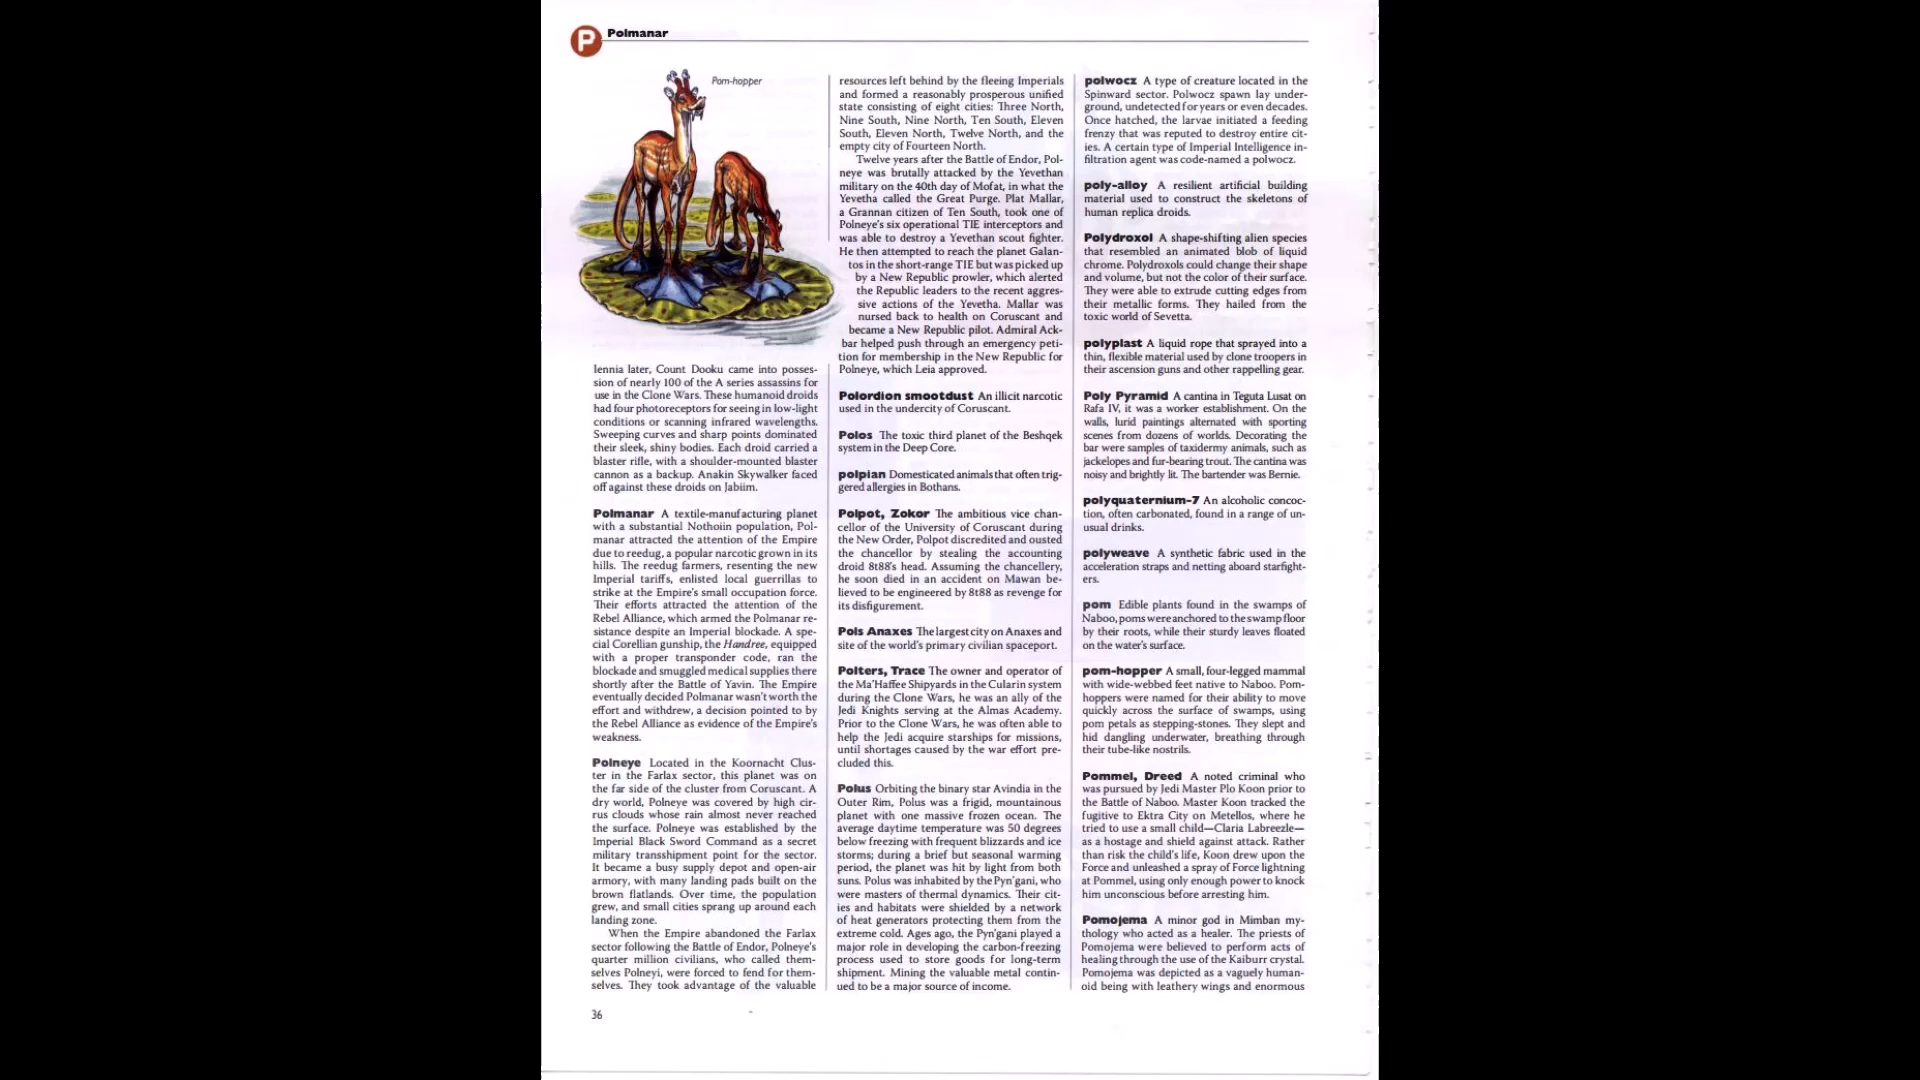 P
Polmanar
Pom-hopper
lennia later, Count Dooku came into posses-
sion of nearly 100 of the A series assassins for
use in the Clone Wars. These humanoid droids
had four photoreceptors for seeing in low-light
conditions or scanning infrared wavelengths.
Sweeping curves and sharp points dominated
their sleek, shiny bodies. Each droid carried a
blaster rifle, with a shoulder-mounted blaster
cannon as a backup. Anakin Skywalker faced
off against these droids on Jabiim.
Polmanar A textile-manufacturing planet
with a substantial Nothoiin population, Pol-
manar attracted the attention of the Empire
due to reedug, a popular narcotic grown in its
hills. The reedug farmers, resenting the new
Imperial tariffs, enlisted local guerrillas to
strike at the Empire's small occupation force.
Their efforts attracted the attention of the
Rebel Alliance, which armed the Polmanar re-
sistance despite an Imperial blockade. A spe-
cial Corellian gunship, the Handree, equipped
with a proper transponder code, ran the
blockade and smuggled medical supplies there
shortly after the Battle of Yavin. The Empire
eventually decided Polmanar wasn't worth the
effort and withdrew, a decision pointed to by
the Rebel Alliance as evidence of the Empire's
weakness.
Polneye Located in the Koornacht Clus-
ter in the Farlax sector, this planet was on
the far side of the cluster from Coruscant. A
dry world, Polneye was covered by high cir-
rus clouds whose rain almost never reached
the surface. Polneye was established by the
Imperial Black Sword Command as a secret
military transshipment point for the sector.
It became a busy supply depot and open-air
armory, with many landing pads built on the
brown flatlands. Over time, the population
grew, and small cities sprang up around each
landing zone.
When the Empire abandoned the Farlax
sector following the Battle of Endor, Polneye's
quarter million civilians, who called them-
selves Polneyi, were forced to fend for them-
selves. They took advantage of the valuable
resources left behind by the fleeing Imperials
and formed a reasonably prosperous unified
state consisting of eight cities: Three North,
Nine South, Nine North, Ten South, Eleven
South, Eleven North, Twelve North, and the
empty city of Fourteen North.
Twelve years after the Battle of Endor, Pol-
neye was brutally attacked by the Yevethan
military on the 40th day of Mofat, in what the
Yevetha called the Great Purge. Plat Mallar,
a Grannan citizen of Ten South, took one of
Polneye's six operational TIE interceptors and
was able to destroy a Yevethan scout fighter.
He then attempted to reach the planet Galan-
tos in the short-range TIE but was picked up
by a New Republic prowler, which alerted
the Republic leaders to the recent aggres-
sive actions of the Yevetha. Mallar was
nursed back to health on Coruscant and
became a New Republic pilot. Admiral Ack-
bar helped push through an emergency peti-
tion for membership in the New Republic for
Polneye, which Leia approved.
Polordion smootdust An illicit narcotic
used in the undercity of Coruscant.
Polos The toxic third planet of the Beshqek
system in the Deep Core.
polpian Domesticated animals that often trig-
gered allergies in Bothans.
Polpot, Zokor The ambitious vice chan-
cellor of the University of Coruscant during
the New Order, Polpot discredited and ousted
the chancellor by stealing the accounting
droid 8t88's head. Assuming the chancellery,
he soon died in an accident on Mawan be-
lieved to be engineered by 8t88 as revenge for
its disfigurement.
Pols Anaxes The largest city on Anaxes and
site of the world's primary civilian spaceport.
Polters, Trace The owner and operator of
the Ma'Haffee Shipyards in the Cularin system
during the Clone Wars, he was an ally of the
Jedi Knights serving at the Almas Academy.
Prior to the Clone Wars, he was often able to
help the Jedi acquire starships for missions,
until shortages caused by the war effort pre-
cluded this.
Polus Orbiting the binary star Avindia in the
Outer Rim, Polus was a frigid, mountainous
planet with one massive frozen ocean. The
average daytime temperature was 50 degrees
below freezing with frequent blizzards and ice
storms; during a brief but seasonal warming
period, the planet was hit by light from both
suns. Polus was inhabited by the Pyn'gani, who
were masters of thermal dynamics. Their cit-
ies and habitats were shielded by a network
of heat generators protecting them from the
extreme cold. Ages ago, the Pyn'gani played a
major role in developing the carbon-freezing
process used to store goods for long-term
shipment. Mining the valuable metal contin-
ued to be a major source of income.
polwocz A type of creature located in the
Spinward sector. Polwocz spawn lay under-
ground, undetected for years or even decades.
Once hatched, the larvae initiated a feeding
frenzy that was reputed to destroy entire cit-
ies. A certain type of Imperial Intelligence in-
filtration agent was code-named a polwocz.
poly-alloy A resilient artificial building
material used to construct the skeletons of
human replica droids.
Polydroxol A shape-shifting alien species
that resembled an animated blob of liquid
chrome. Polydroxols could change their shape
and volume, but not the color of their surface.
They were able to extrude cutting edges from
their metallic forms. They hailed from the
toxic world of Sevetta.
polyplast A liquid rope that sprayed into a
thin, flexible material used by clone troopers in
their ascension guns and other rappelling gear.
Poly Pyramid A cantina in Teguta Lusat on
Rafa IV, it was a worker establishment. On the
walls, lurid paintings alternated with sporting
scenes from dozens of worlds. Decorating the
bar were samples of taxidermy animals, such as
jackelopes and fur-bearing trout. The cantina was
noisy and brightly lit. The bartender was Bernie.
polyquaternium-7 An alcoholic concoc-
tion, often carbonated, found in a range of un-
usual drinks.
polyweave A synthetic fabric used in the
acceleration straps and netting aboard starfight-
ers.
pom Edible plants found in the swamps of
Naboo, poms were anchored to the swamp floor
by their roots, while their sturdy leaves floated
on the water's surface.
pom-hopper A small, four-legged mammal
with wide-webbed feet native to Naboo. Pom-
hoppers were named for their ability to move
quickly across the surface of swamps, using
pom petals as stepping-stones. They slept and
hid dangling underwater, breathing through
their tube-like nostrils.
Pommel, Dreed A noted criminal who
was pursued by Jedi Master Plo Koon prior to
the Battle of Naboo. Master Koon tracked the
fugitive to Ektra City on Metellos, where he
tried to use a small child—Claria Labreezle—
as a hostage and shield against attack. Rather
than risk the child's life, Koon drew upon the
Force and unleashed a spray of Force lightning
at Pommel, using only enough power to knock
him unconscious before arresting him.
Pomojema A minor god in Mimban my-
thology who acted as a healer. The priests of
Pomojema were believed to perform acts of
healing through the use of the Kaiburr crystal.
Pomojema was depicted as a vaguely human-
oid being with leathery wings and enormous
36